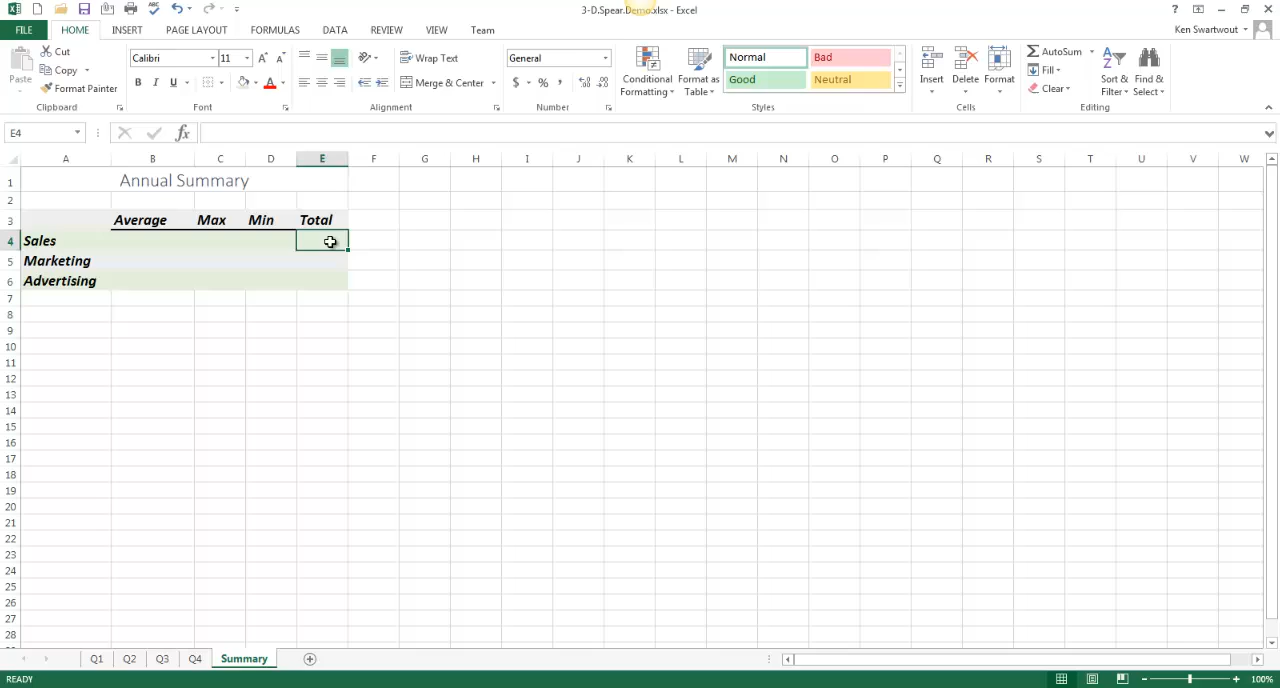 3-D.Spear.Demo.xlsx - Excel
FILE HOME INSERT PAGE LAYOUT FORMULAS DATA REVIEW VIEW Team Ken Swartwout
Paste Cut Copy Format Painter
Clipboard
Calibri 11
B I U A
Font
Wrap Text
Merge & Center
Alignment
General
$ % ,
Number
Conditional Formatting
Format as Table
Normal Bad
Good Neutral
Styles
Insert Delete Format
Cells
AutoSum
Fill
Clear
Sort & Filter
Find & Select
Editing
E4 fx
A B C D E F G H I J K L M N O P Q R S T U V W
1 Annual Summary
2
3 Average Max Min Total
4 Sales
5 Marketing
6 Advertising
7
8
9
10
11
12
13
14
15
16
17
18
19
20
21
22
23
24
25
26
27
28
Q1 Q2 Q3 Q4 Summary
READY 100%